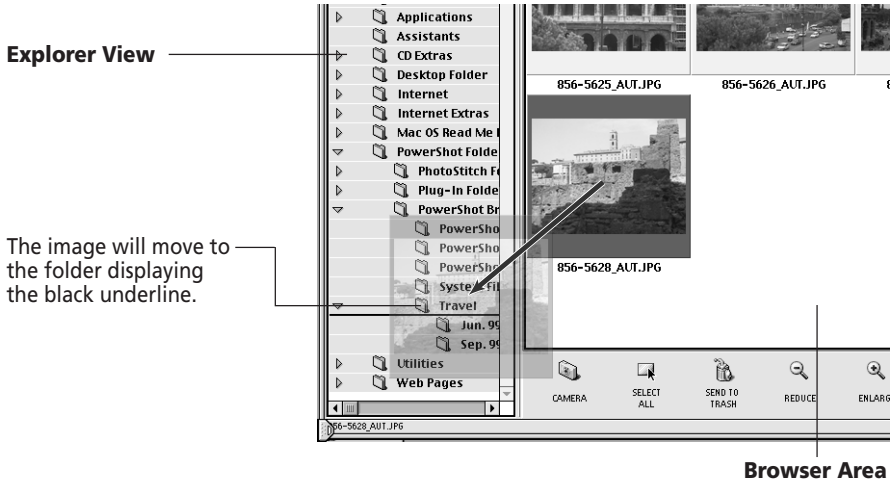 Explorer View
The image will move to
the folder displaying
the black underline.
Applications
Assistants
CD Extras
Desktop Folder
Internet
Internet Extras
Mac OS Read Me
PowerShot Folde
PhotoStitch F
Plug-In Folde
PowerShot Br
PowerSho
PowerSho
PowerSho
System fil
Travel
Jun. 99
Sep. 99
Utilities
Web Pages
856-5625_AUT.JPG
856-5626_AUT.JPG
856-5628_AUT.JPG
CAMERA
SELECT
ALL
SEND TO
TRASH
REDUCE
ENLARG
56-5628_AUT.JPG
Browser Area